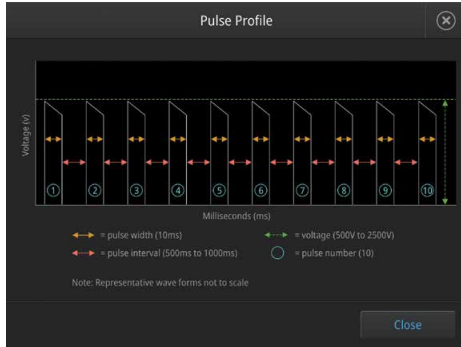 Pulse Profile
Voltage (v)
1 2 3 4 5 6 7 8 9 10
Milliseconds (ms)
= pulse width (10ms) = voltage (500V to 2500V)
= pulse interval (500ms to 1000ms) = pulse number (10)
Note: Representative wave forms not to scale
Close